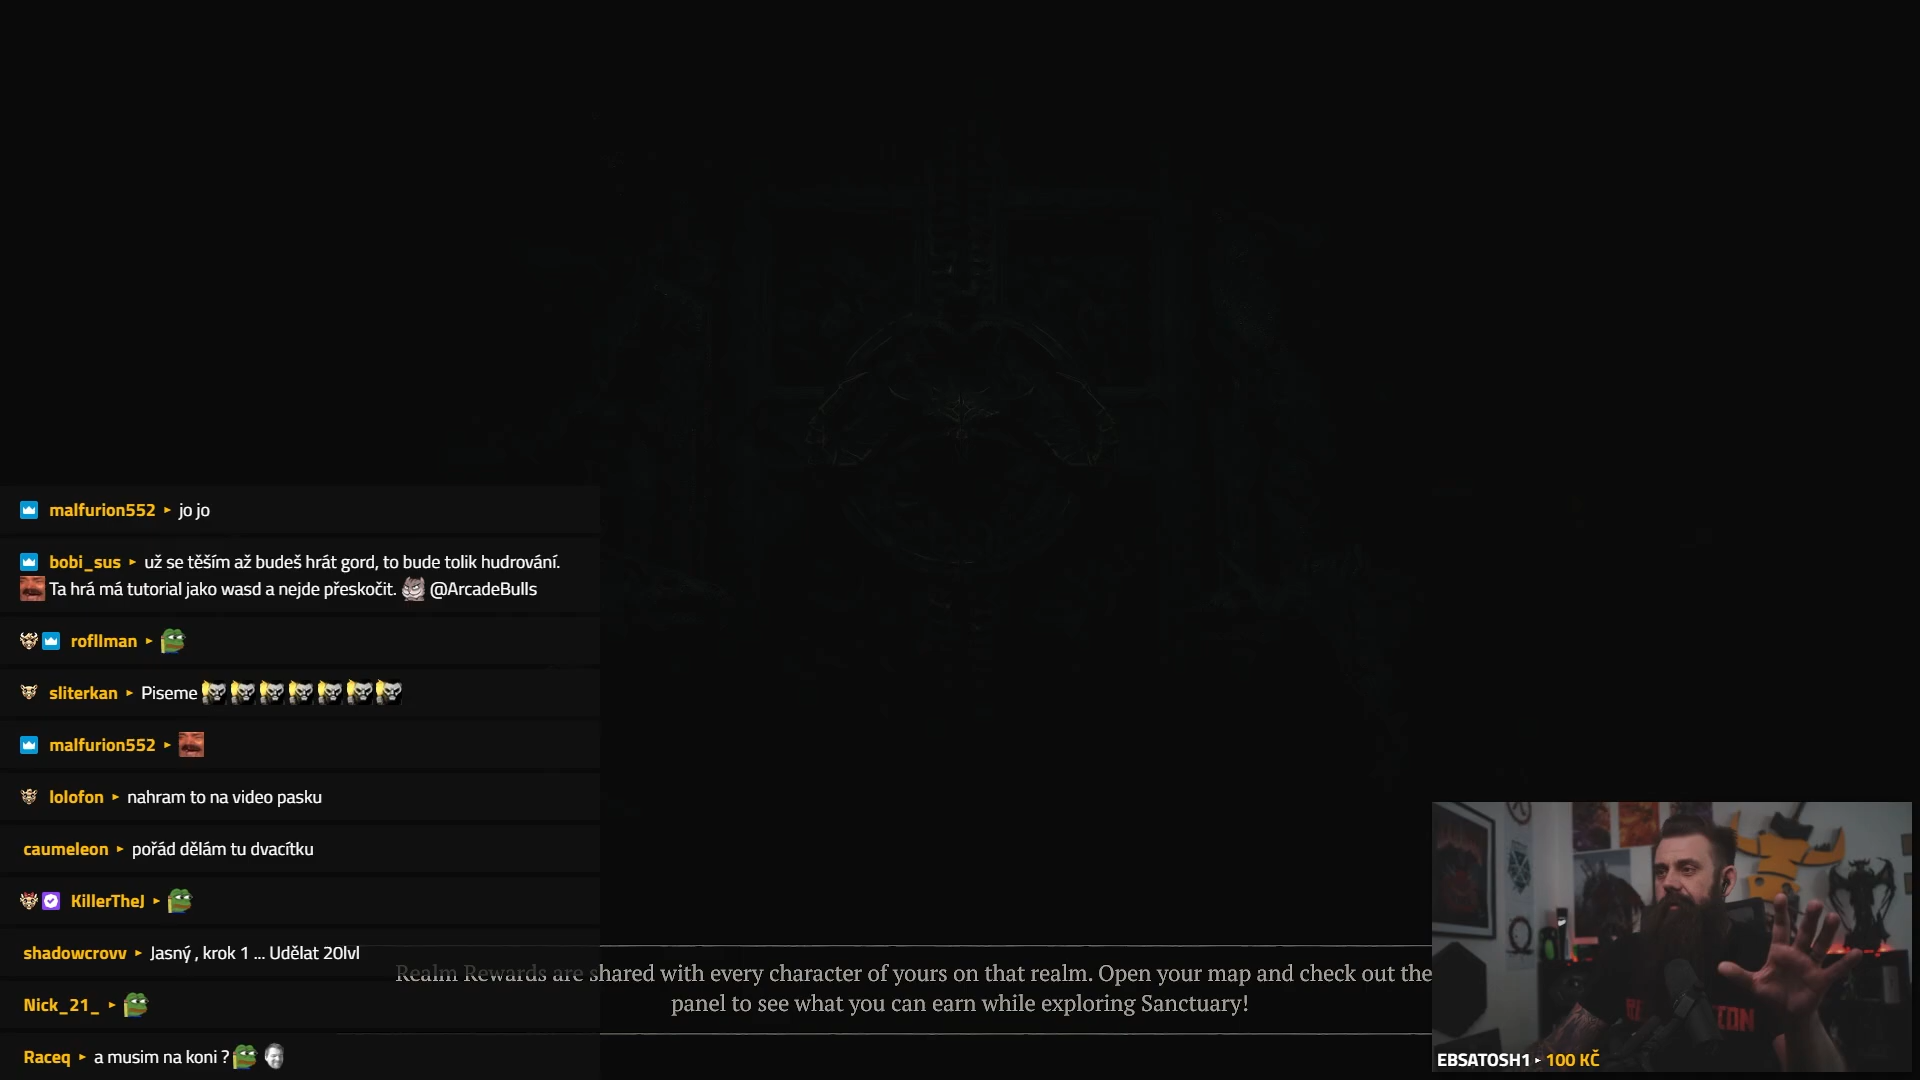 malfurion552 ▸ jo jo
bobi_sus ▸ už se těším až budeš hrát gord, to bude tolik hudrování.
Ta hrá má tutorial jako wasd a nejde přeskočit. @ArcadeBulls
rofllman ▸
sliterkan ▸ Piseme
malfurion552 ▸
lolofon ▸ nahram to na video pasku
caumeleon ▸ pořád dělám tu dvacítku
KillerTheJ ▸
shadowcrovv ▸ Jasný , krok 1 ... Udělat 20lvl
Realm Rewards are shared with every character of yours on that realm. Open your map and check out the
panel to see what you can earn while exploring Sanctuary!
Nick_21_ ▸
Raceq ▸ a musim na koni ?
EBSATOSH1 ▸ 100 KČ